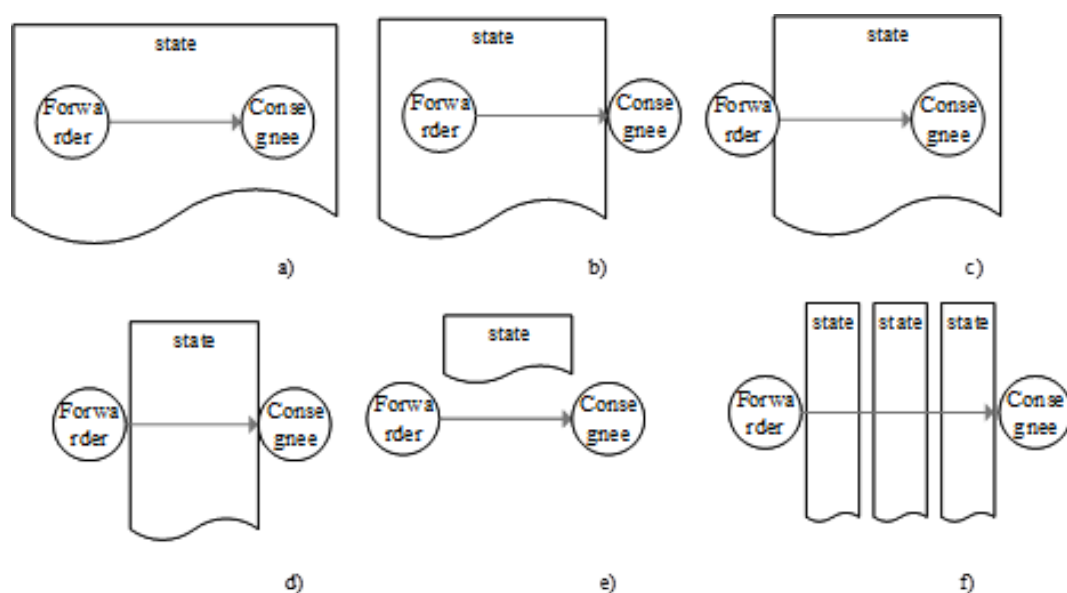 state
Forwa
rder
Conse
gnee
a)
state
Forwa
rder
Conse
gnee
b)
state
Forwa
rder
Conse
gnee
c)
state
Forwa
rder
Conse
gnee
d)
state
Forwa
rder
Conse
gnee
e)
state
state
state
Forwa
rder
Conse
gnee
f)